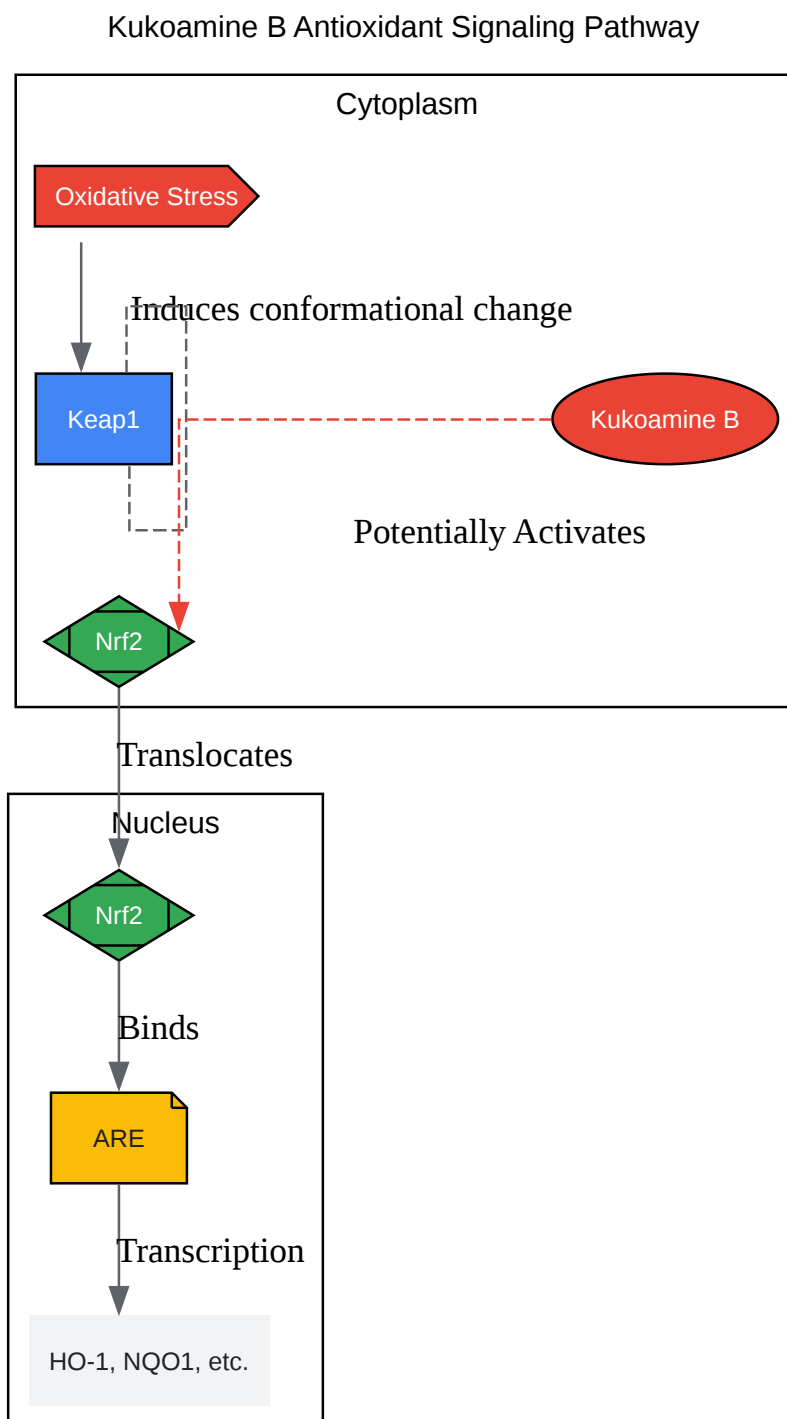 Kukoamine B Antioxidant Signaling Pathway
Cytoplasm
Oxidative Stress
Induces conformational change
Keap1
Kukoamine B
Potentially Activates
Nrf2
Translocates
Nucleus
Nrf2
Binds
ARE
Transcription
HO-1, NQO1, etc.